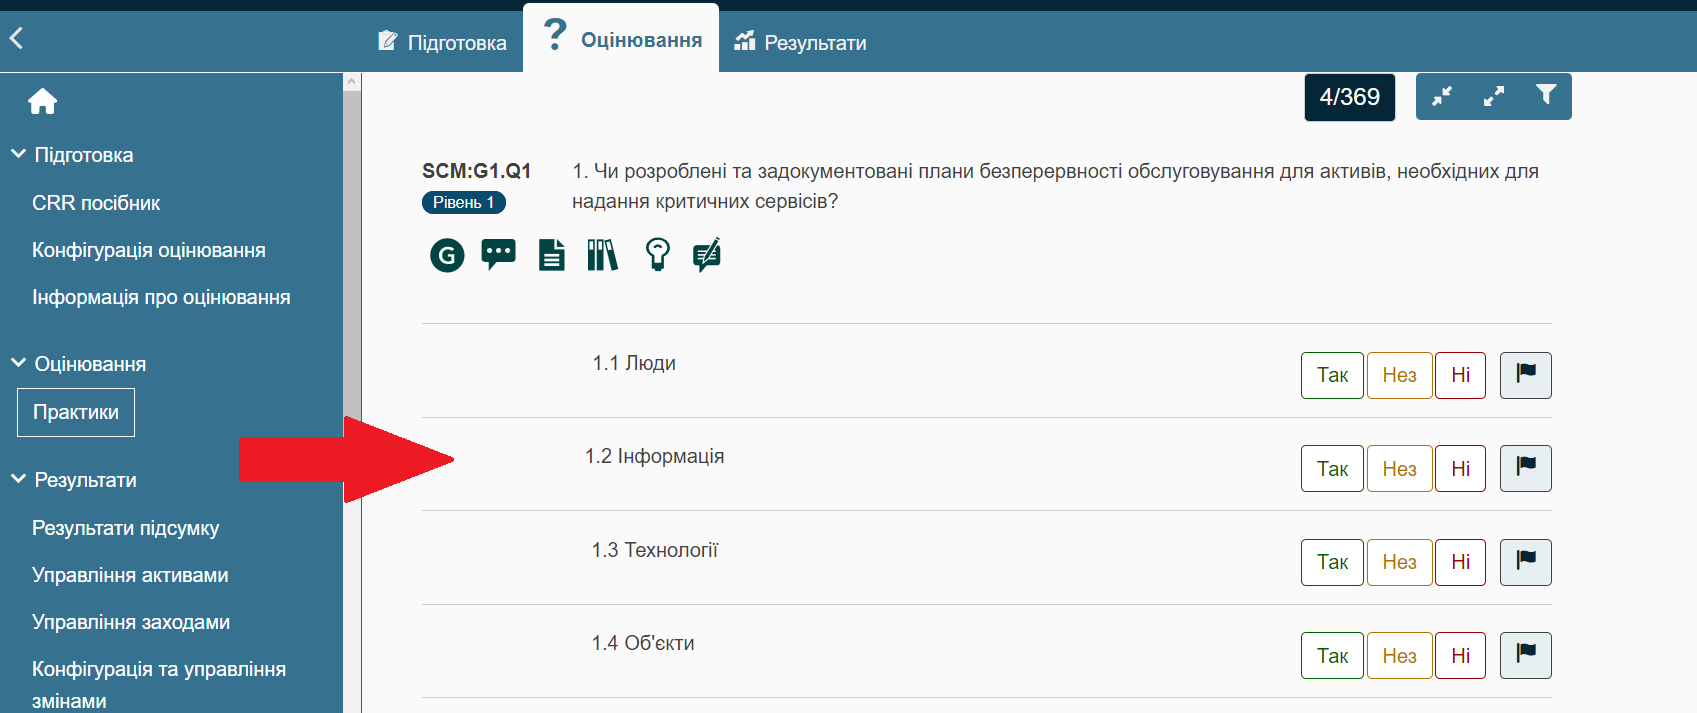 Підготовка
Оцінювання
Результати
4/369
Підготовка
CRR посібник
Конфігурація оцінювання
Інформація про оцінювання
Оцінювання
Практики
Результати
Результати підсумку
Управління активами
Управління заходами
Конфігурація та управління
змінами
SCM:G1.Q1
Рівень 1
1. Чи розроблені та задокументовані плани безперервності обслуговування для активів, необхідних для
надання критичних сервісів?
G
1.1 Люди
Так Нез Ні
1.2 Інформація
Так Нез Ні
1.3 Технології
Так Нез Ні
1.4 Об'єкти
Так Нез Ні